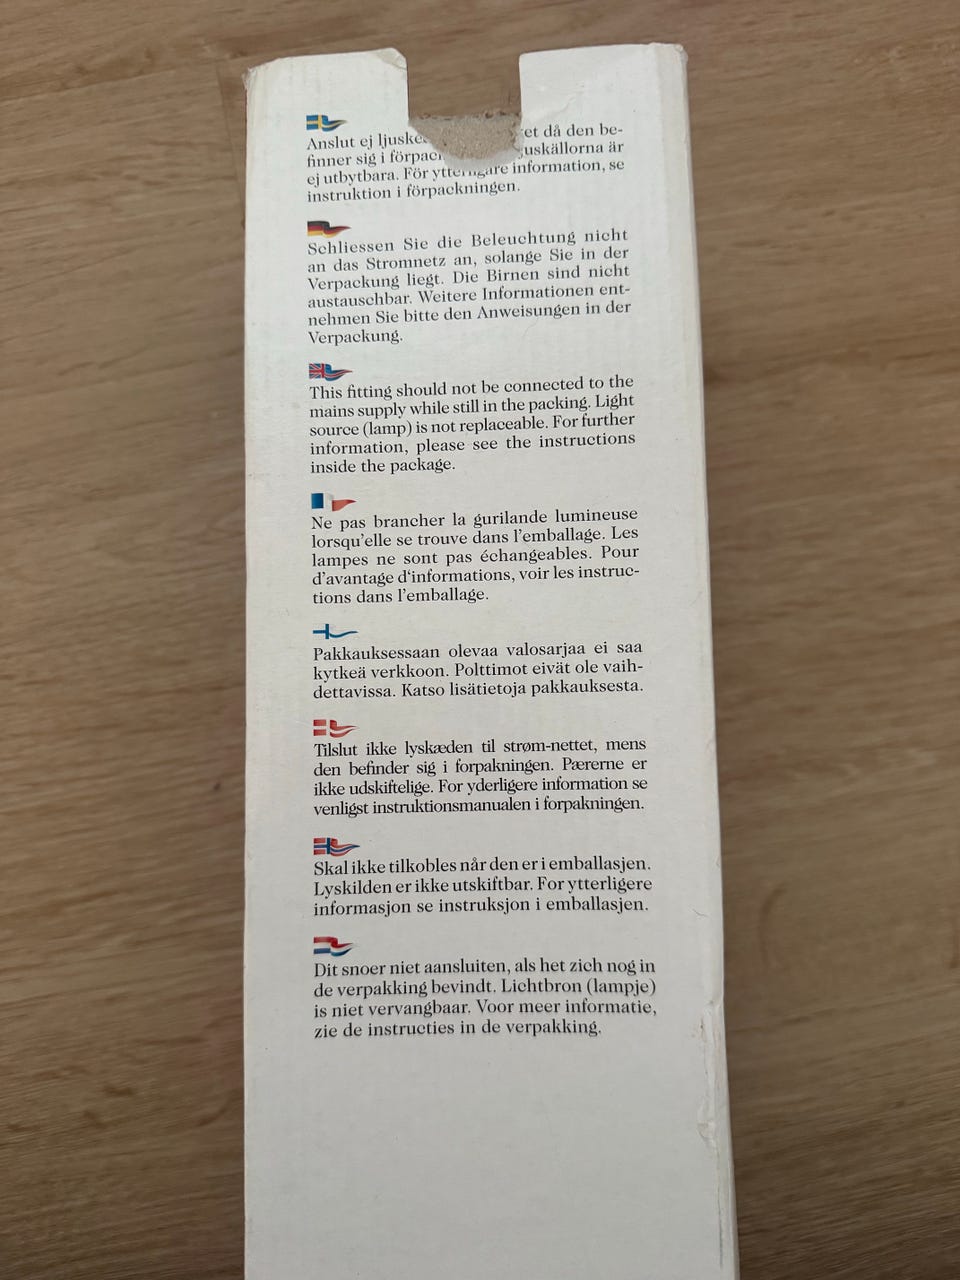 Anslut ej då den be-
finner sig i är
ej utbytbara. För information, se
instruktion i förpackningen.
Schliessen Sie die Beleuchtung nicht
an das Stromnetz an, solange Sie in der
Verpackung liegt. Die Birnen sind nicht
austauschbar. Weitere Informationen ent-
nehmen Sie bitte den Anweisungen in der
Verpackung.
This fitting should not be connected to the
mains supply while still in the packing. Light
source (lamp) is not replaceable. For further
information, please see the instructions
inside the package.
Ne pas brancher la gurilande lumineuse
lorsqu'elle se trouve dans l'emballage. Les
lampes ne sont pas échangeables. Pour
d'avantage d'informations, voir les instruc-
tions dans l'emballage.
Pakkauksessaan olevaa valosarjaa ei saa
kytkeä verkkoon. Polttimot eivät ole vaih-
dettavissa. Katso lisätietoja pakkauksesta.
Tilslut ikke lyskæden til strøm-nettet, mens
den befinder sig i forpakningen. Pærerne er
ikke udskiftelige. For yderligere information se
venligst instruktionsmanualen i forpakningen.
Skal ikke tilkobles når den er i emballasjen.
Lyskilden er ikke utskiftbar. For ytterligere
informasjon se instruksjon i emballasjen.
Dit snoer niet aansluiten, als het zich nog in
de verpakking bevindt. Lichtbron (lampje)
is niet vervangbaar. Voor meer informatie,
zie de instructies in de verpakking.